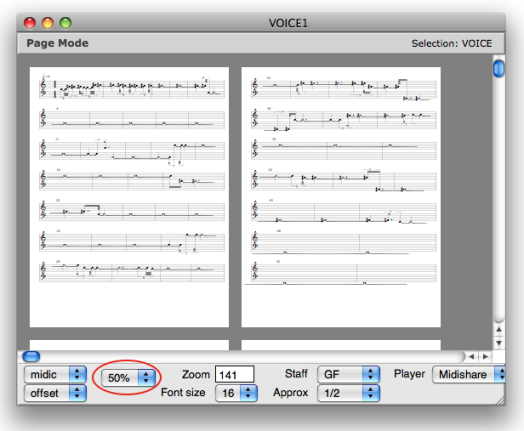 VOICE1
Page Mode Selection: VOICE
midic 50% Zoom 141 Staff GF Player Midishare
offset Font size 16 Approx 1/2